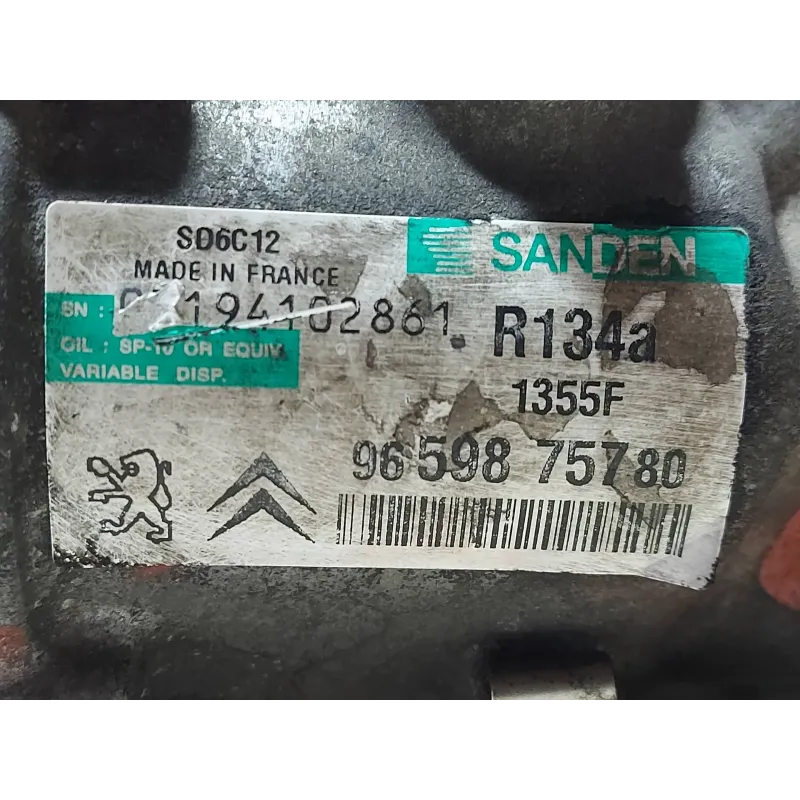 SD6C12
SANDEN
MADE IN FRANCE
SN :
R134a
OIL : SP-10 OR EQUIV.
VARIABLE DISP.
1355F
96 598 757 80